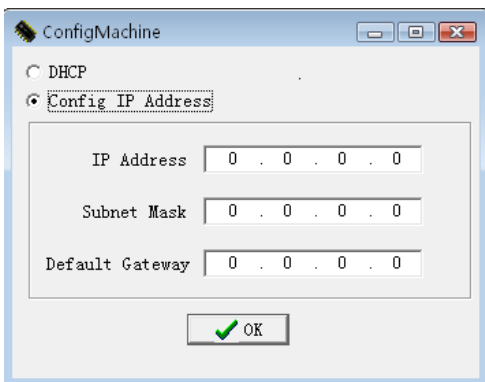 ConfigMachine
DHCP
Config IP Address
IP Address 0 . 0 . 0 . 0
Subnet Mask 0 . 0 . 0 . 0
Default Gateway 0 . 0 . 0 . 0
OK